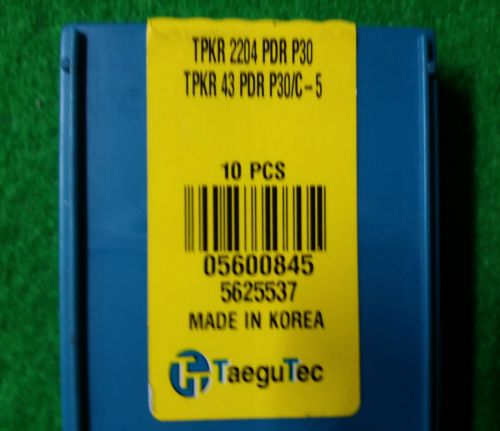 TPKR 2204 PDR P30
TPKR 43 PDR P30/C-5
10 PCS
05600845
5625537
MADE IN KOREA
TaeguTec